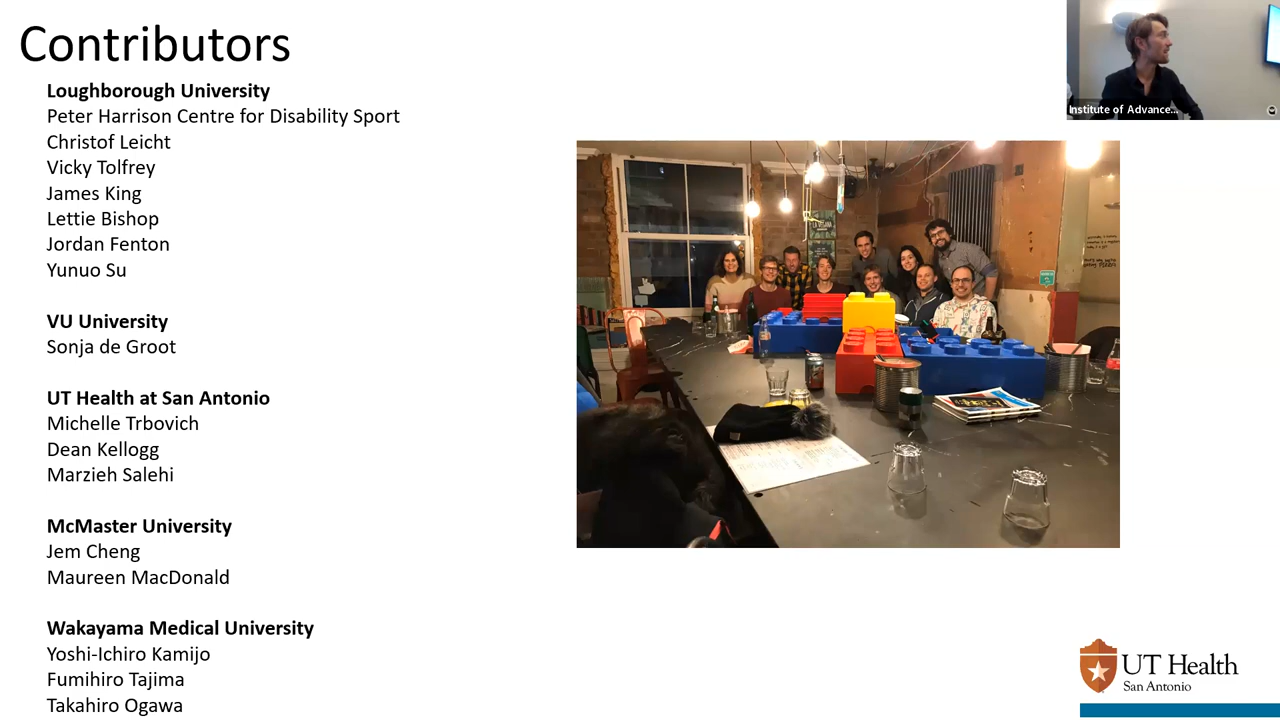 Contributors
Loughborough University
Peter Harrison Centre for Disability Sport
Christof Leicht
Vicky Tolfrey
James King
Lettie Bishop
Jordan Fenton
Yunuo Su
VU University
Sonja de Groot
UT Health at San Antonio
Michelle Trbovich
Dean Kellogg
Marzieh Salehi
McMaster University
Jem Cheng
Maureen MacDonald
Wakayama Medical University
Yoshi-Ichiro Kamijo
Fumihiro Tajima
Takahiro Ogawa
Institute of Advance...
UT Health
San Antonio